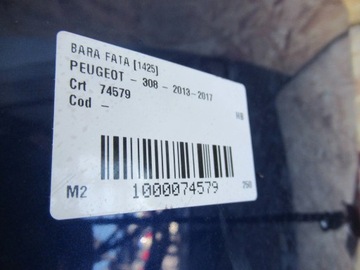 BARA FATA [1425]
PEUGEOT - 308 - 2013-2017
Crt 74579
Cod -
M2
1000074579